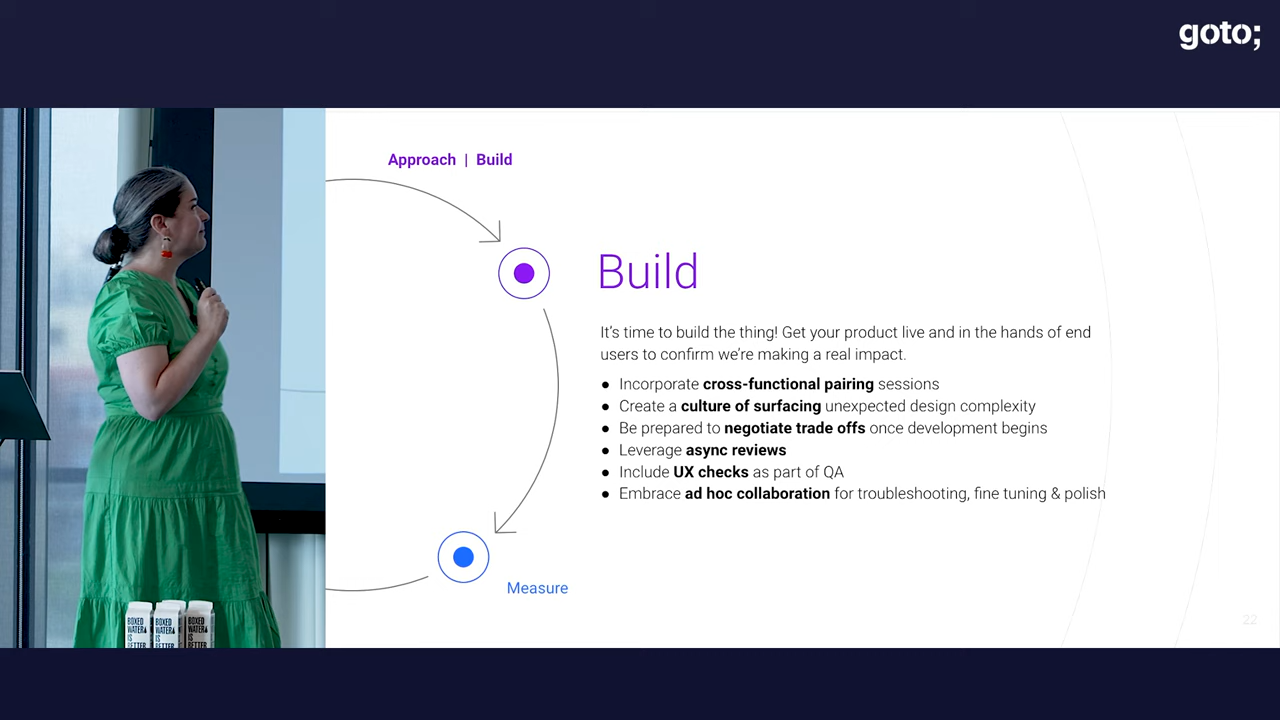 goto;
Approach | Build
Build
It's time to build the thing! Get your product live and in the hands of end
users to confirm we're making a real impact.
● Incorporate cross-functional pairing sessions
● Create a culture of surfacing unexpected design complexity
● Be prepared to negotiate trade offs once development begins
● Leverage async reviews
● Include UX checks as part of QA
● Embrace ad hoc collaboration for troubleshooting, fine tuning & polish
Measure
22
BOXED BOXED BOXED
WATER WATER WATER
IS IS IS
BETTER BETTER BETTER